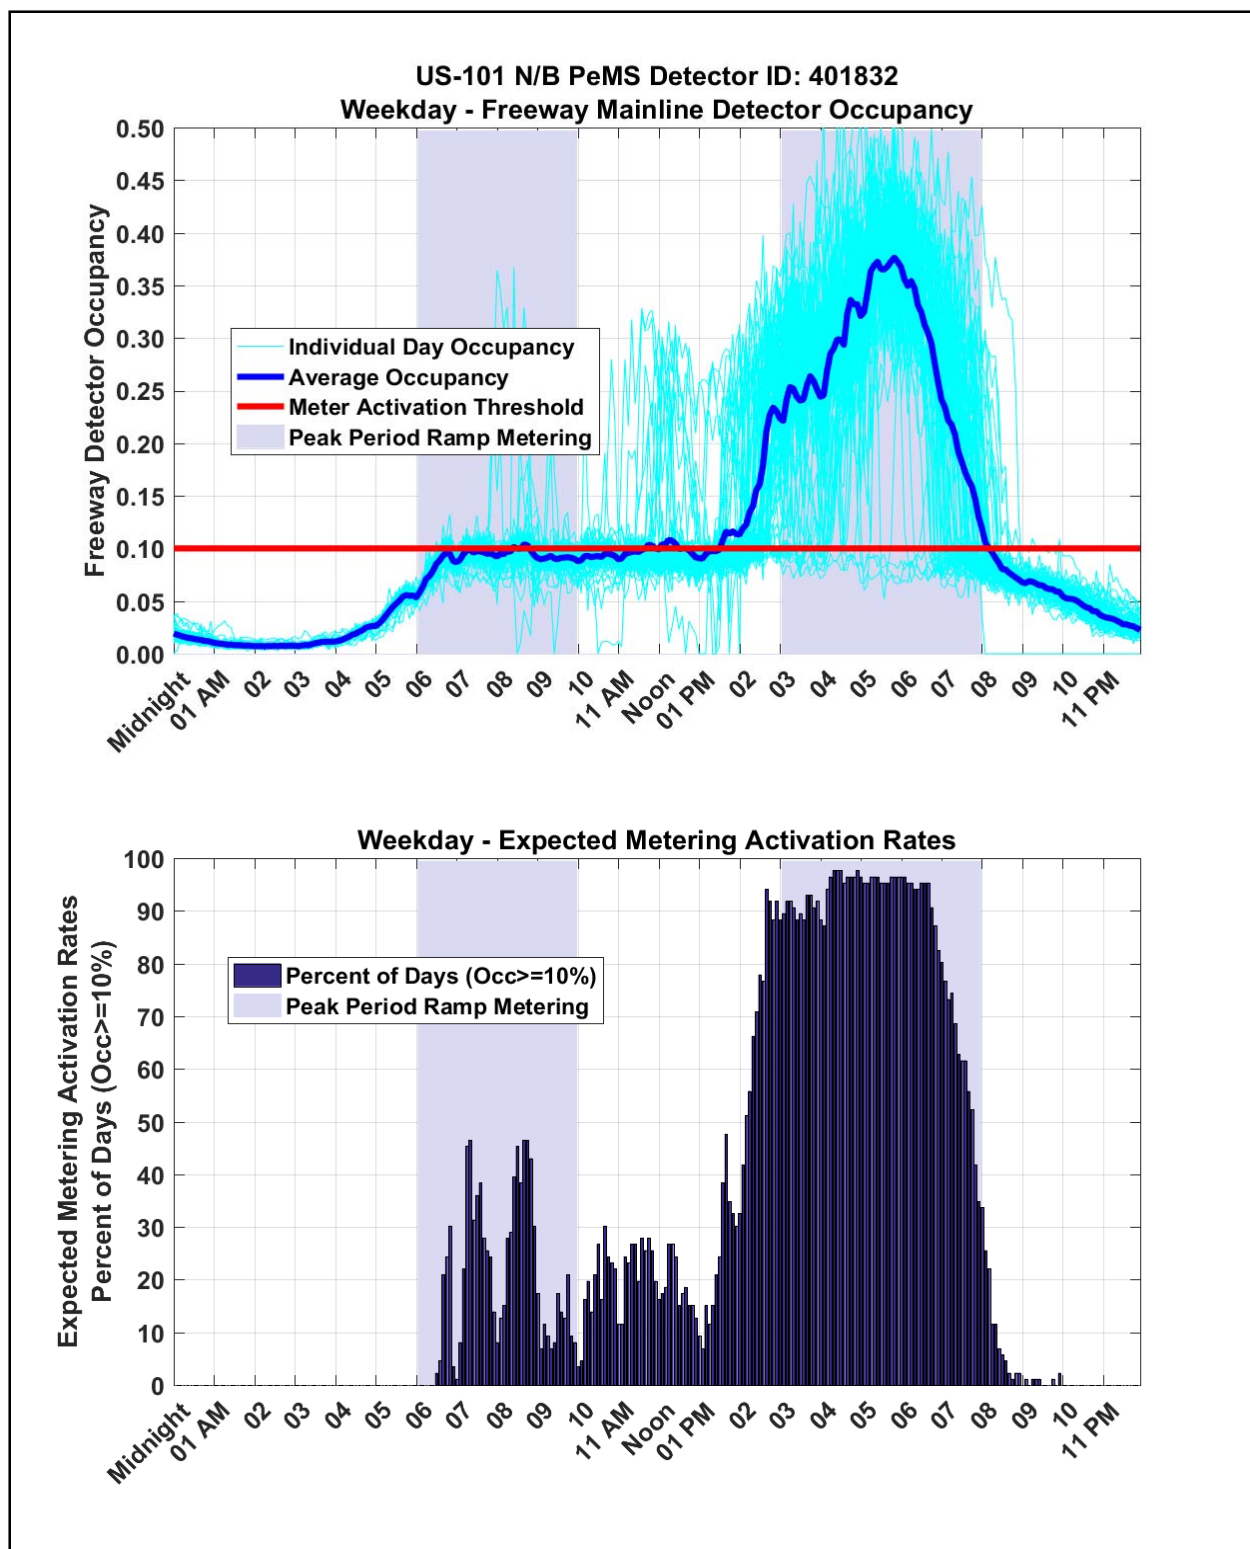 US-101 N/B PeMS Detector ID: 401832
Weekday - Freeway Mainline Detector Occupancy
Freeway Detector Occupancy
0.50
0.45
0.40
0.35
0.30
0.25
0.20
0.15
0.10
0.05
0.00
Individual Day Occupancy
Average Occupancy
Meter Activation Threshold
Peak Period Ramp Metering
Midnight
01 AM
02
03
04
05
06
07
08
09
10
11 AM
Noon
01 PM
02
03
04
05
06
07
08
09
10
11 PM
Weekday - Expected Metering Activation Rates
Expected Metering Activation Rates
Percent of Days (Occ>=10%)
100
90
80
70
60
50
40
30
20
10
0
Percent of Days (Occ>=10%)
Peak Period Ramp Metering
Midnight
01 AM
02
03
04
05
06
07
08
09
10
11 AM
Noon
01 PM
02
03
04
05
06
07
08
09
10
11 PM